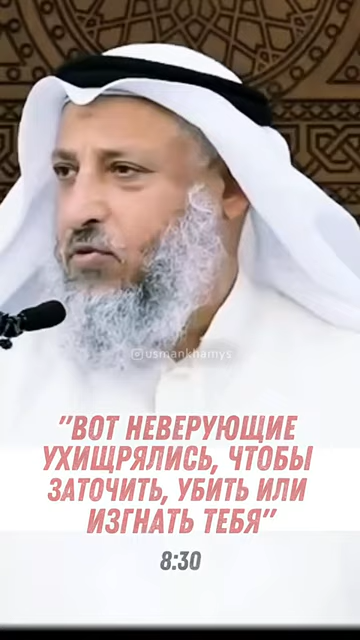 @usmankhamys
"ВОТ НЕВЕРУЮЩИЕ
УХИЩРЯЛИСЬ, ЧТОБЫ
ЗАТОЧИТЬ, УБИТЬ ИЛИ
ИЗГНАТЬ ТЕБЯ"
8:30